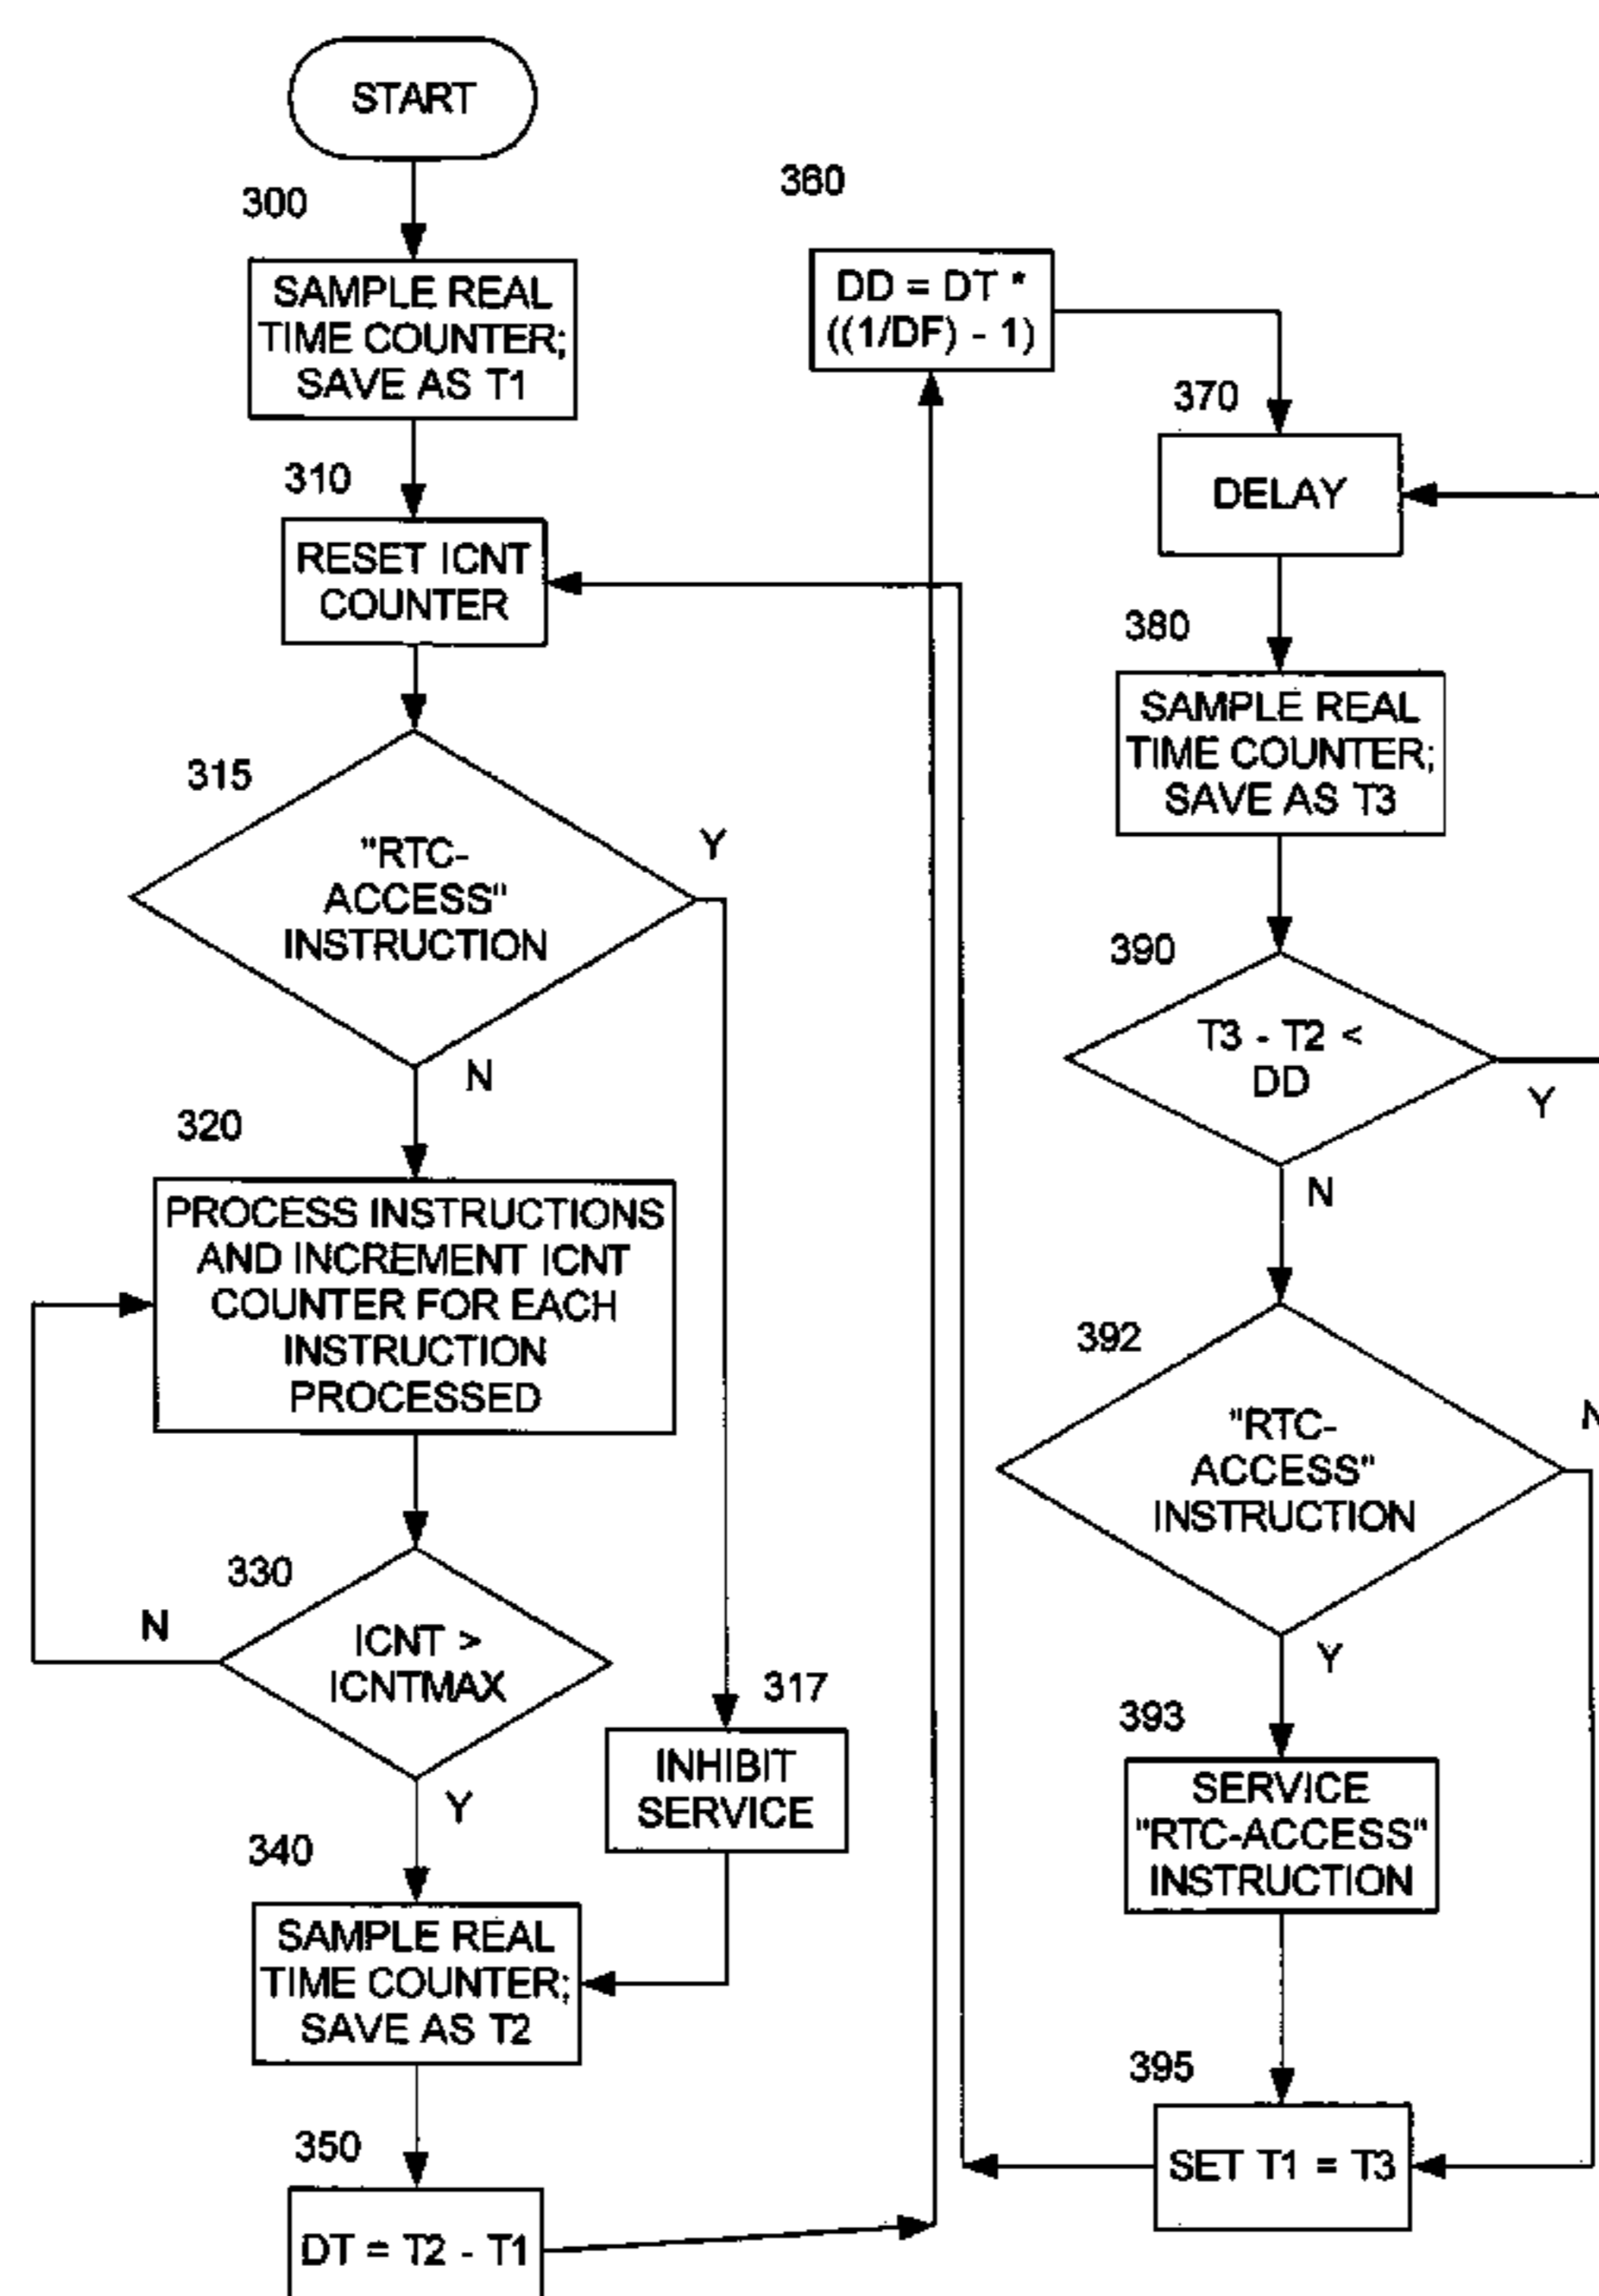 START
300
SAMPLE REAL
TIME COUNTER;
SAVE AS T1
310
RESET ICNT
COUNTER
315
"RTC-
ACCESS"
INSTRUCTION
Y
N
320
PROCESS INSTRUCTIONS
AND INCREMENT ICNT
COUNTER FOR EACH
INSTRUCTION
PROCESSED
330
N
ICNT >
ICNTMAX
Y
317
INHIBIT
SERVICE
340
SAMPLE REAL
TIME COUNTER;
SAVE AS T2
350
DT = T2 - T1
360
DD = DT *
((1/DF) - 1)
370
DELAY
380
SAMPLE REAL
TIME COUNTER;
SAVE AS T3
390
T3 - T2 <
DD
Y
N
392
"RTC-
ACCESS"
INSTRUCTION
N
Y
393
SERVICE
"RTC-ACCESS"
INSTRUCTION
395
SET T1 = T3